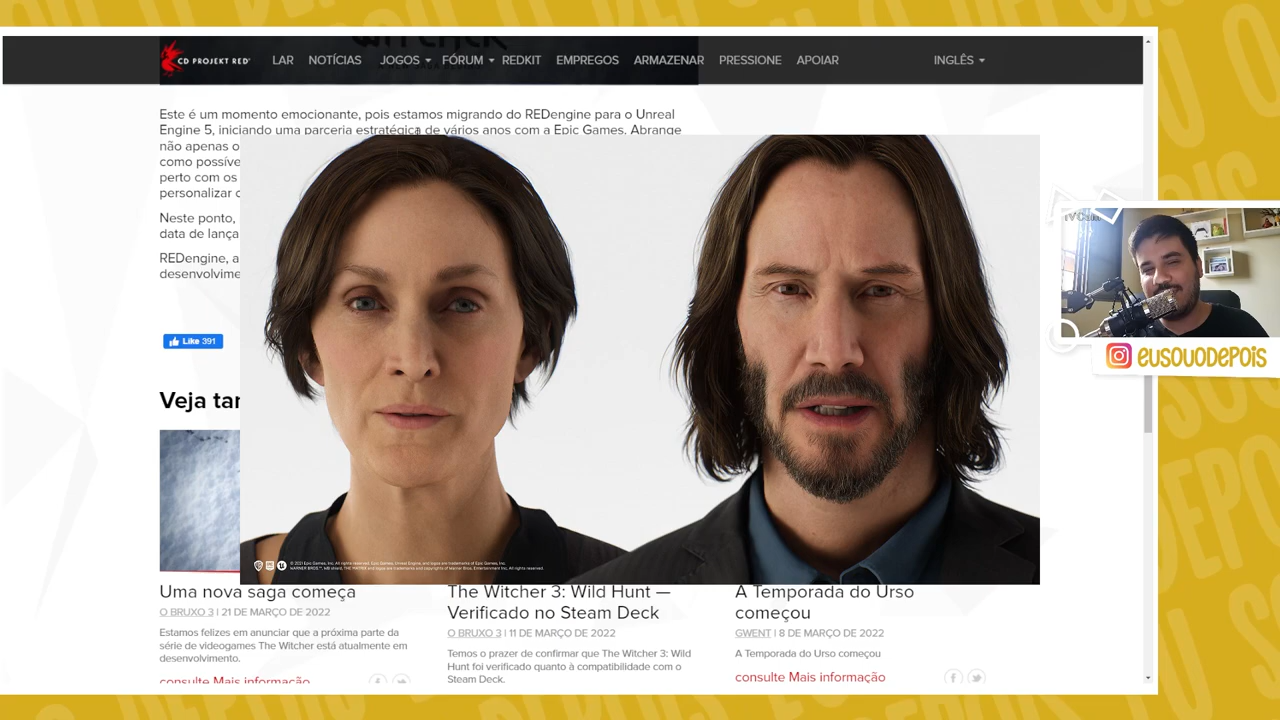 CD PROJEKT RED
LAR NOTÍCIAS JOGOS FÓRUM REDKIT EMPREGOS ARMAZENAR PRESSIONE APOIAR INGLÊS
Este é um momento emocionante, pois estamos migrando do REDengine para o Unreal
Engine 5, iniciando uma parceria estratégica de vários anos com a Epic Games. Abrange
não apenas o
como possíve
perto com os
personalizar
Neste ponto,
data de lança
REDengine, a
desenvolvime
Like 391
Veja tar
Uma nova saga começa
O BRUXO 3 | 21 DE MARÇO DE 2022
Estamos felizes em anunciar que a próxima parte da
série de videogames The Witcher está atualmente em
desenvolvimento.
consulte Mais informação
The Witcher 3: Wild Hunt —
Verificado no Steam Deck
O BRUXO 3 | 11 DE MARÇO DE 2022
Temos o prazer de confirmar que The Witcher 3: Wild
Hunt foi verificado quanto à compatibilidade com o
Steam Deck.
A Temporada do Urso
começou
GWENT | 8 DE MARÇO DE 2022
A Temporada do Urso começou
consulte Mais informação
eusouodepois